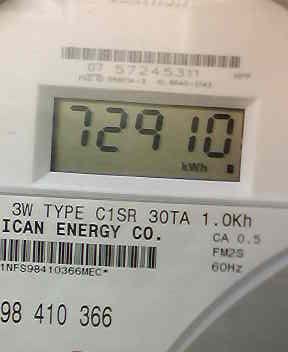 07 57245311
72910
kWh
3W TYPE C1SR 30TA 1.0Kh
ICAN ENERGY CO.
CA 0.5
FM2S
60Hz
1NFS98410366MEC*
98 410 366